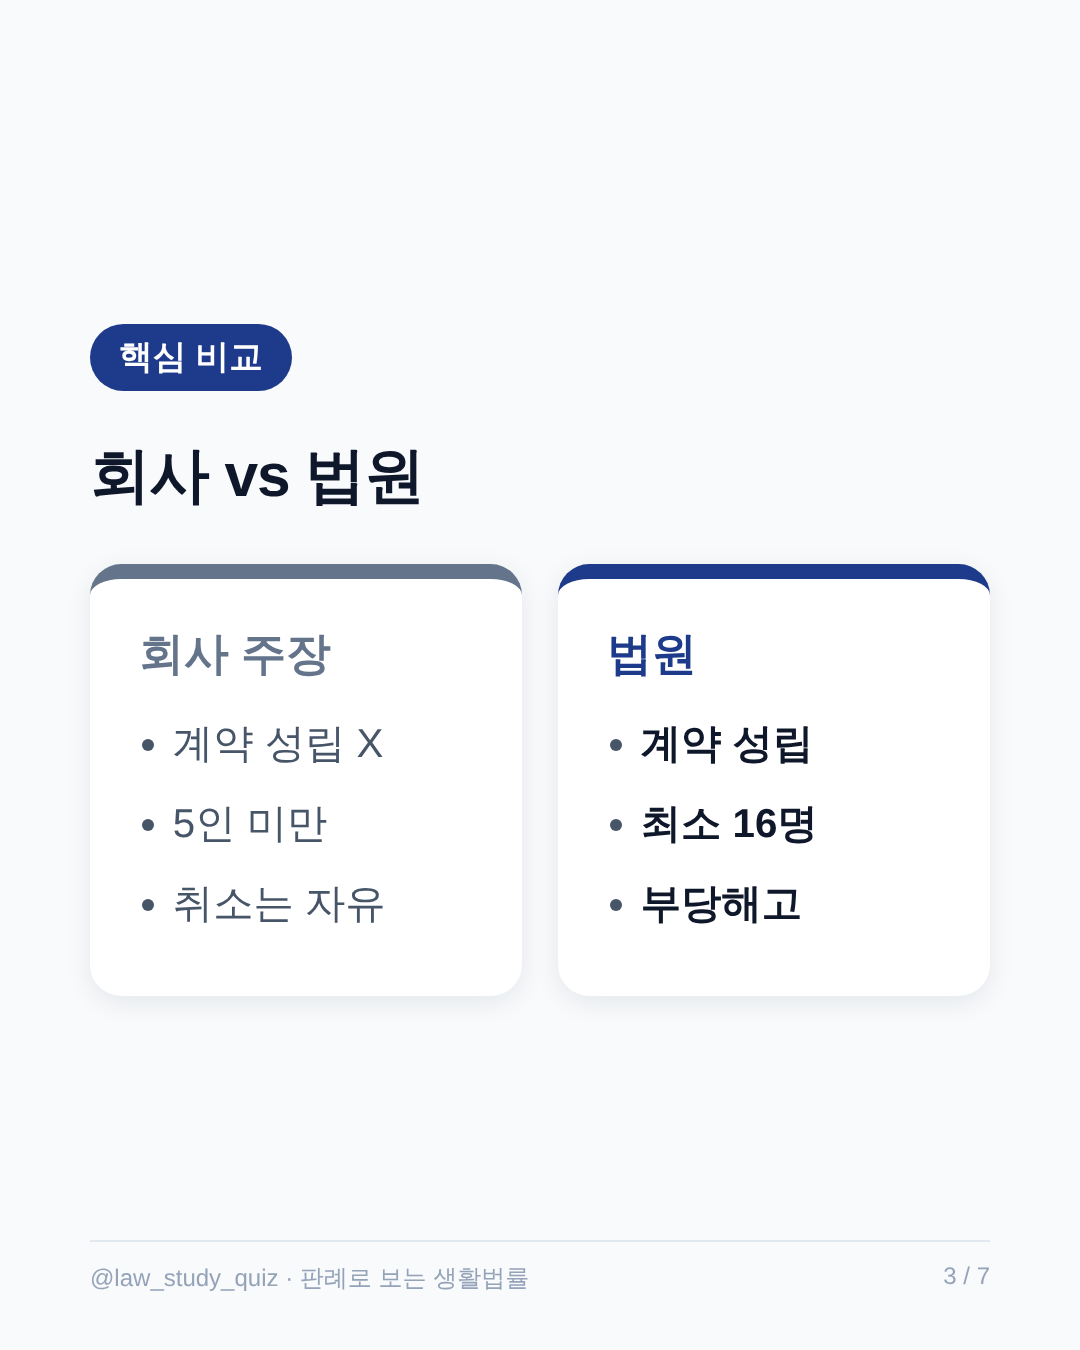 핵심 비교
회사 vs 법원
회사 주장
• 계약 성립 X
• 5인 미만
• 취소는 자유
법원
• 계약 성립
• 최소 16명
• 부당해고
@law_study_quiz · 판례로 보는 생활법률
3 / 7